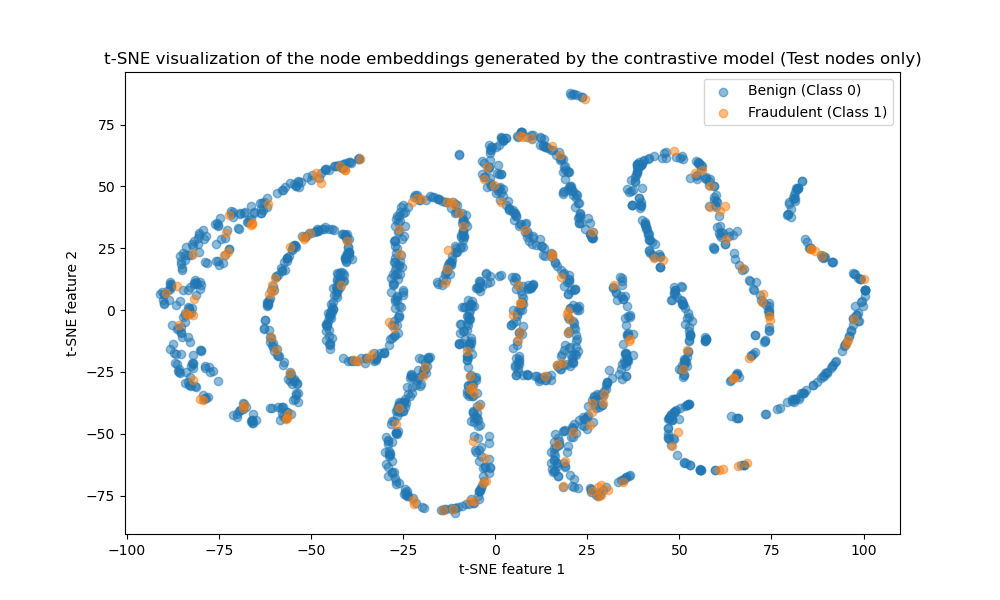 t-SNE visualization of the node embeddings generated by the contrastive model (Test nodes only)
Benign (Class 0)
Fraudulent (Class 1)
75
50
25
0
−25
−50
−75
t-SNE feature 2
−100 −75 −50 −25 0 25 50 75 100
t-SNE feature 1